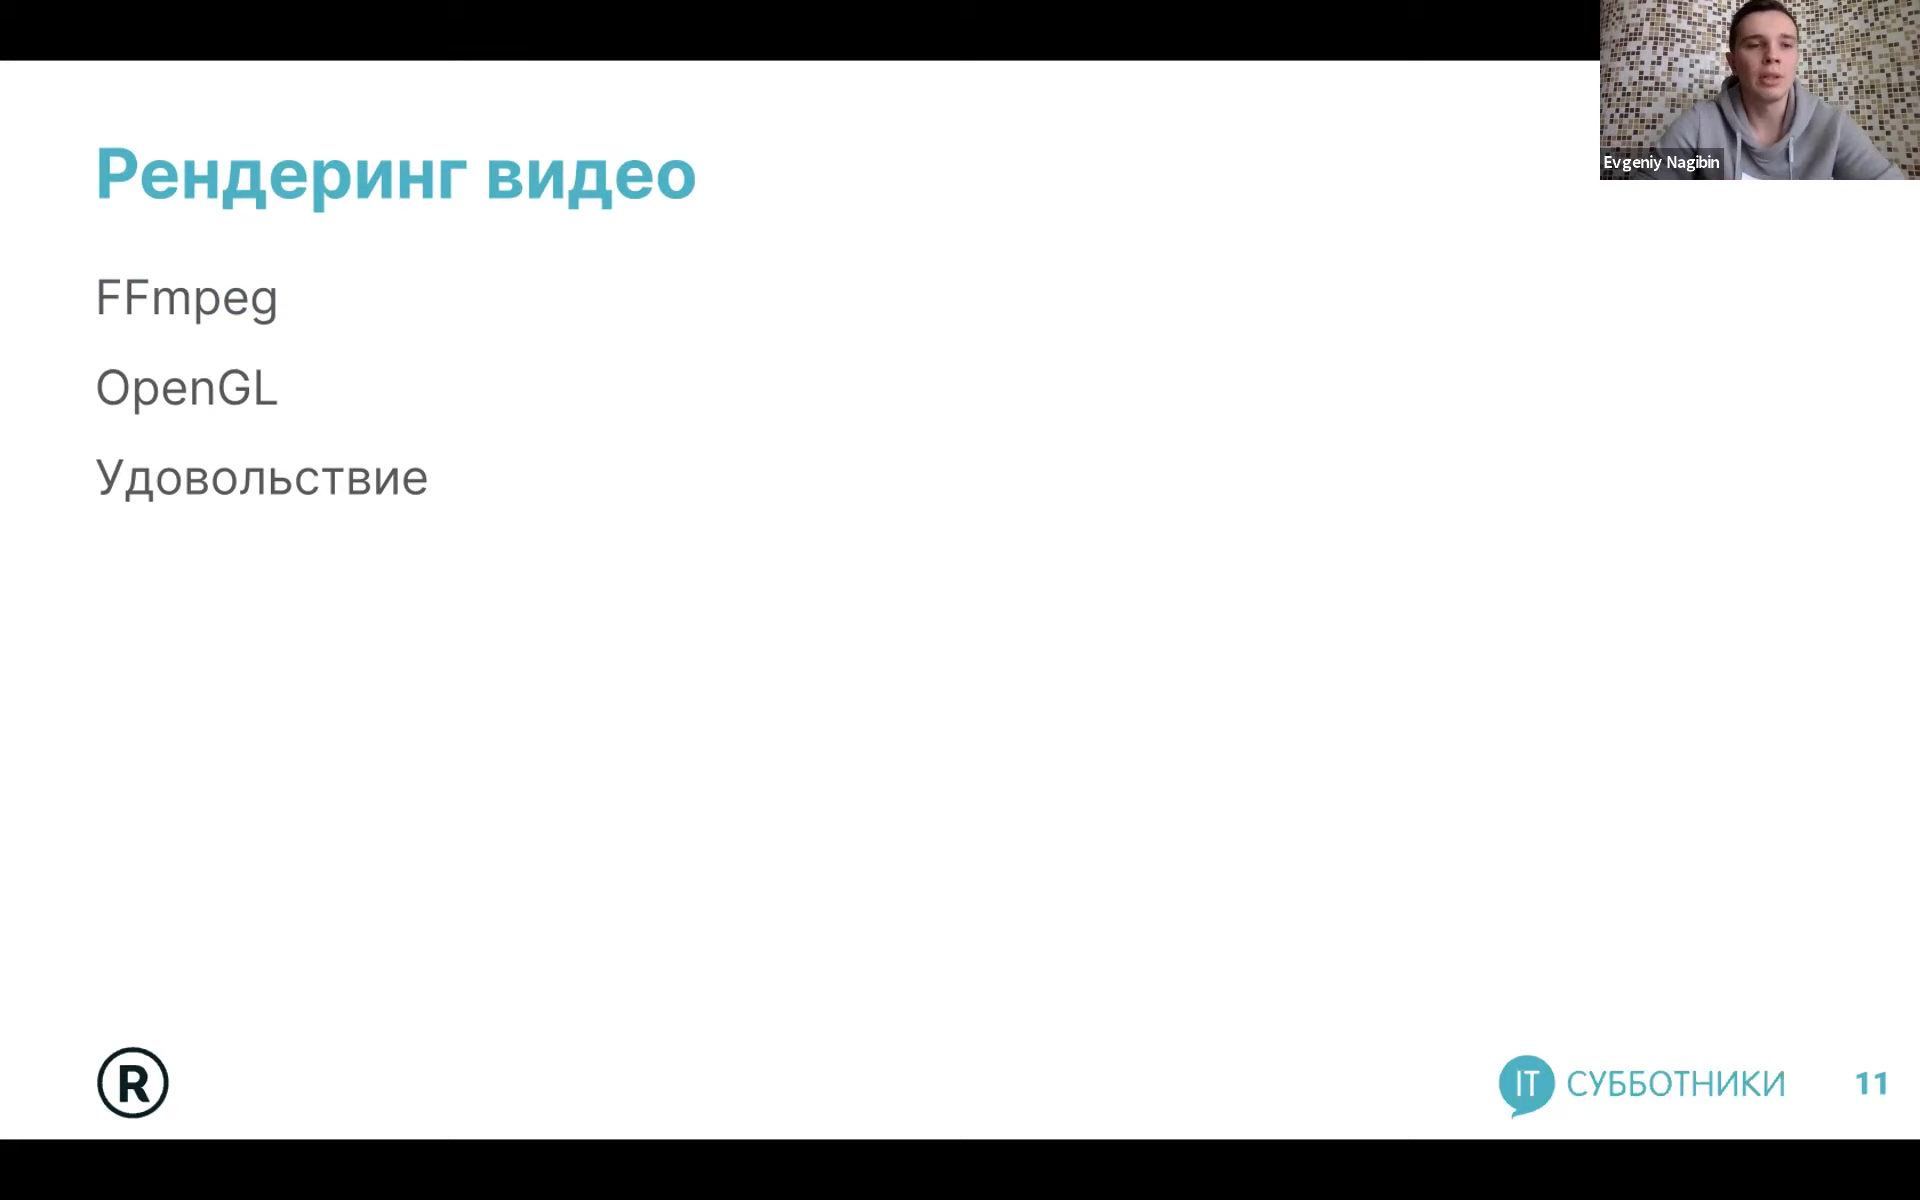 Evgeniy Nagibin
Рендеринг видео
FFmpeg
OpenGL
Удовольствие
R
IT СУББОТНИКИ
11